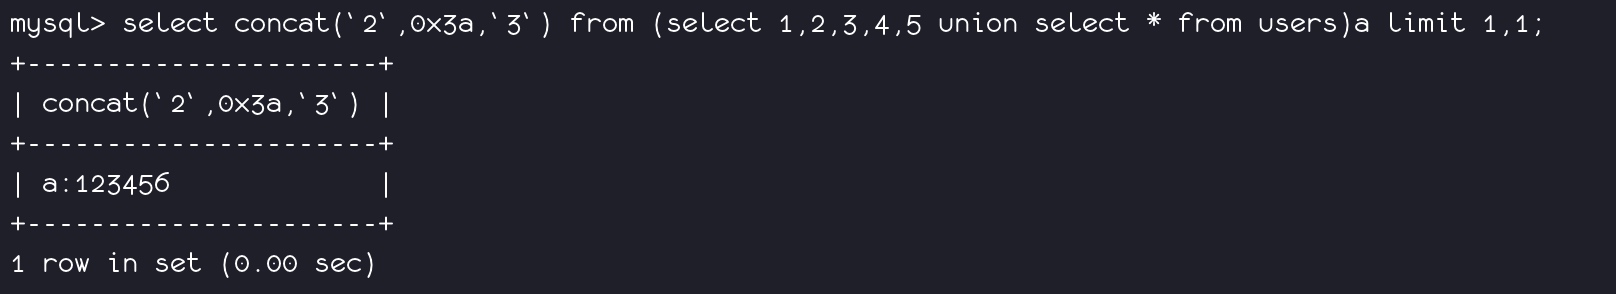 mysql> select concat(`2`,0x3a,`3`) from (select 1,2,3,4,5 union select * from users)a limit 1,1;
+----------------------+
| concat(`2`,0x3a,`3`) |
+----------------------+
| a:123456             |
+----------------------+
1 row in set (0.00 sec)